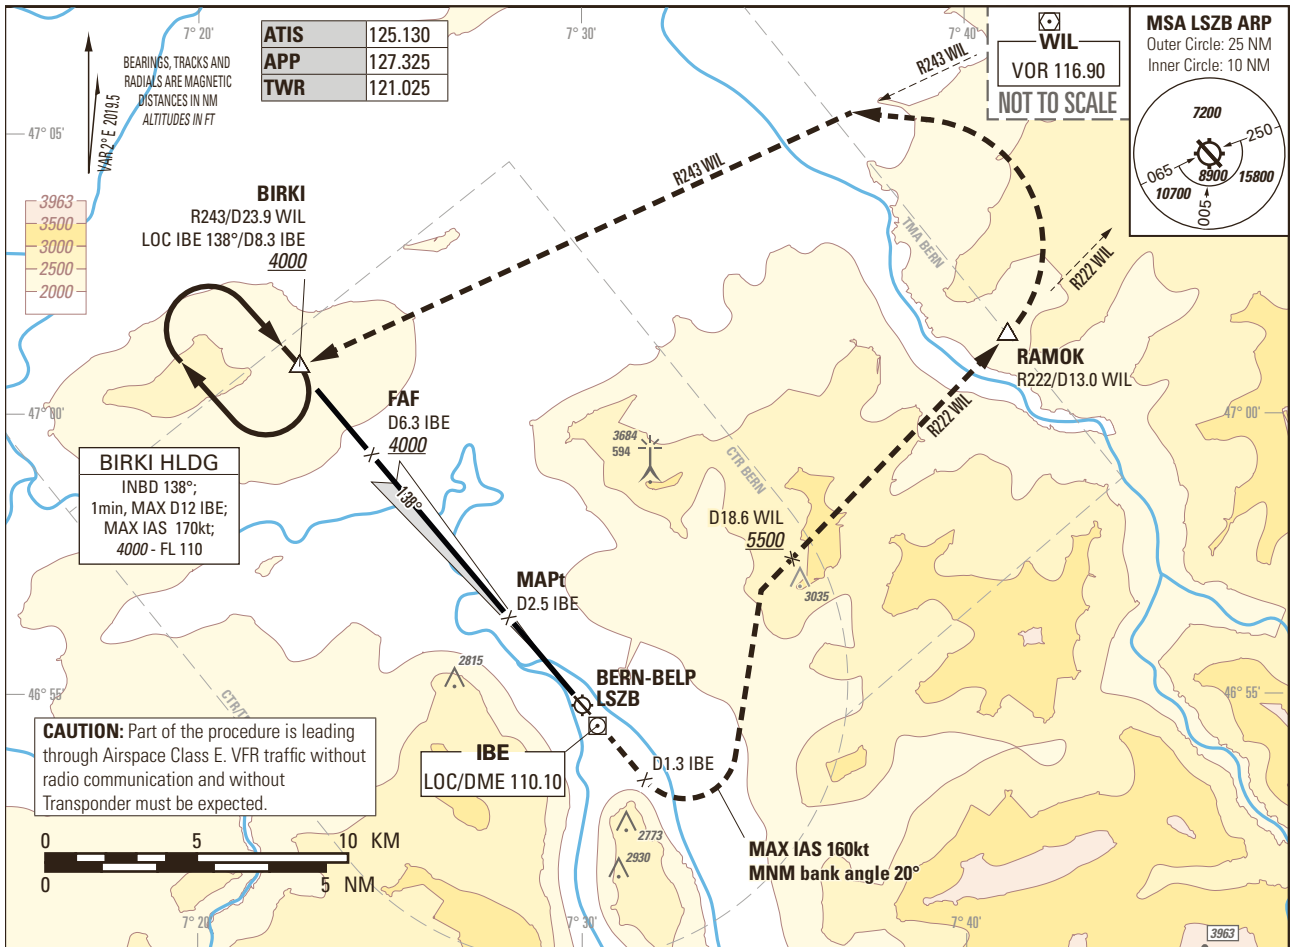 7° 20'
7° 30'
7° 40'
ATIS 125.130
APP 127.325
TWR 121.025
BEARINGS, TRACKS AND
RADIALS ARE MAGNETIC
DISTANCES IN NM
ALTITUDES IN FT
VAR 2° E 2019.5
WIL
VOR 116.90
NOT TO SCALE
MSA LSZB ARP
Outer Circle: 25 NM
Inner Circle: 10 NM
7200
250
065
8900
15800
10700
005
47° 05'
R243 WIL
R243 WIL
3963
3500
3000
2500
2000
BIRKI
R243/D23.9 WIL
LOC IBE 138°/D8.3 IBE
4000
TMA BERN
R222 WIL
RAMOK
R222/D13.0 WIL
R222 WIL
47° 00'
47° 00'
FAF
D6.3 IBE
4000
3684
594
CTR BERN
BIRKI HLDG
INBD 138°;
1min, MAX D12 IBE;
MAX IAS 170kt;
4000 - FL 110
138°
D18.6 WIL
5500
3035
MAPt
D2.5 IBE
2815
BERN-BELP
LSZB
46° 55'
46° 55'
CAUTION: Part of the procedure is leading
through Airspace Class E. VFR traffic without
radio communication and without
Transponder must be expected.
IBE
LOC/DME 110.10
D1.3 IBE
2773
2930
MAX IAS 160kt
MNM bank angle 20°
0 5 10 KM
0 5 NM
7° 20'
7° 30'
7° 40'
3963